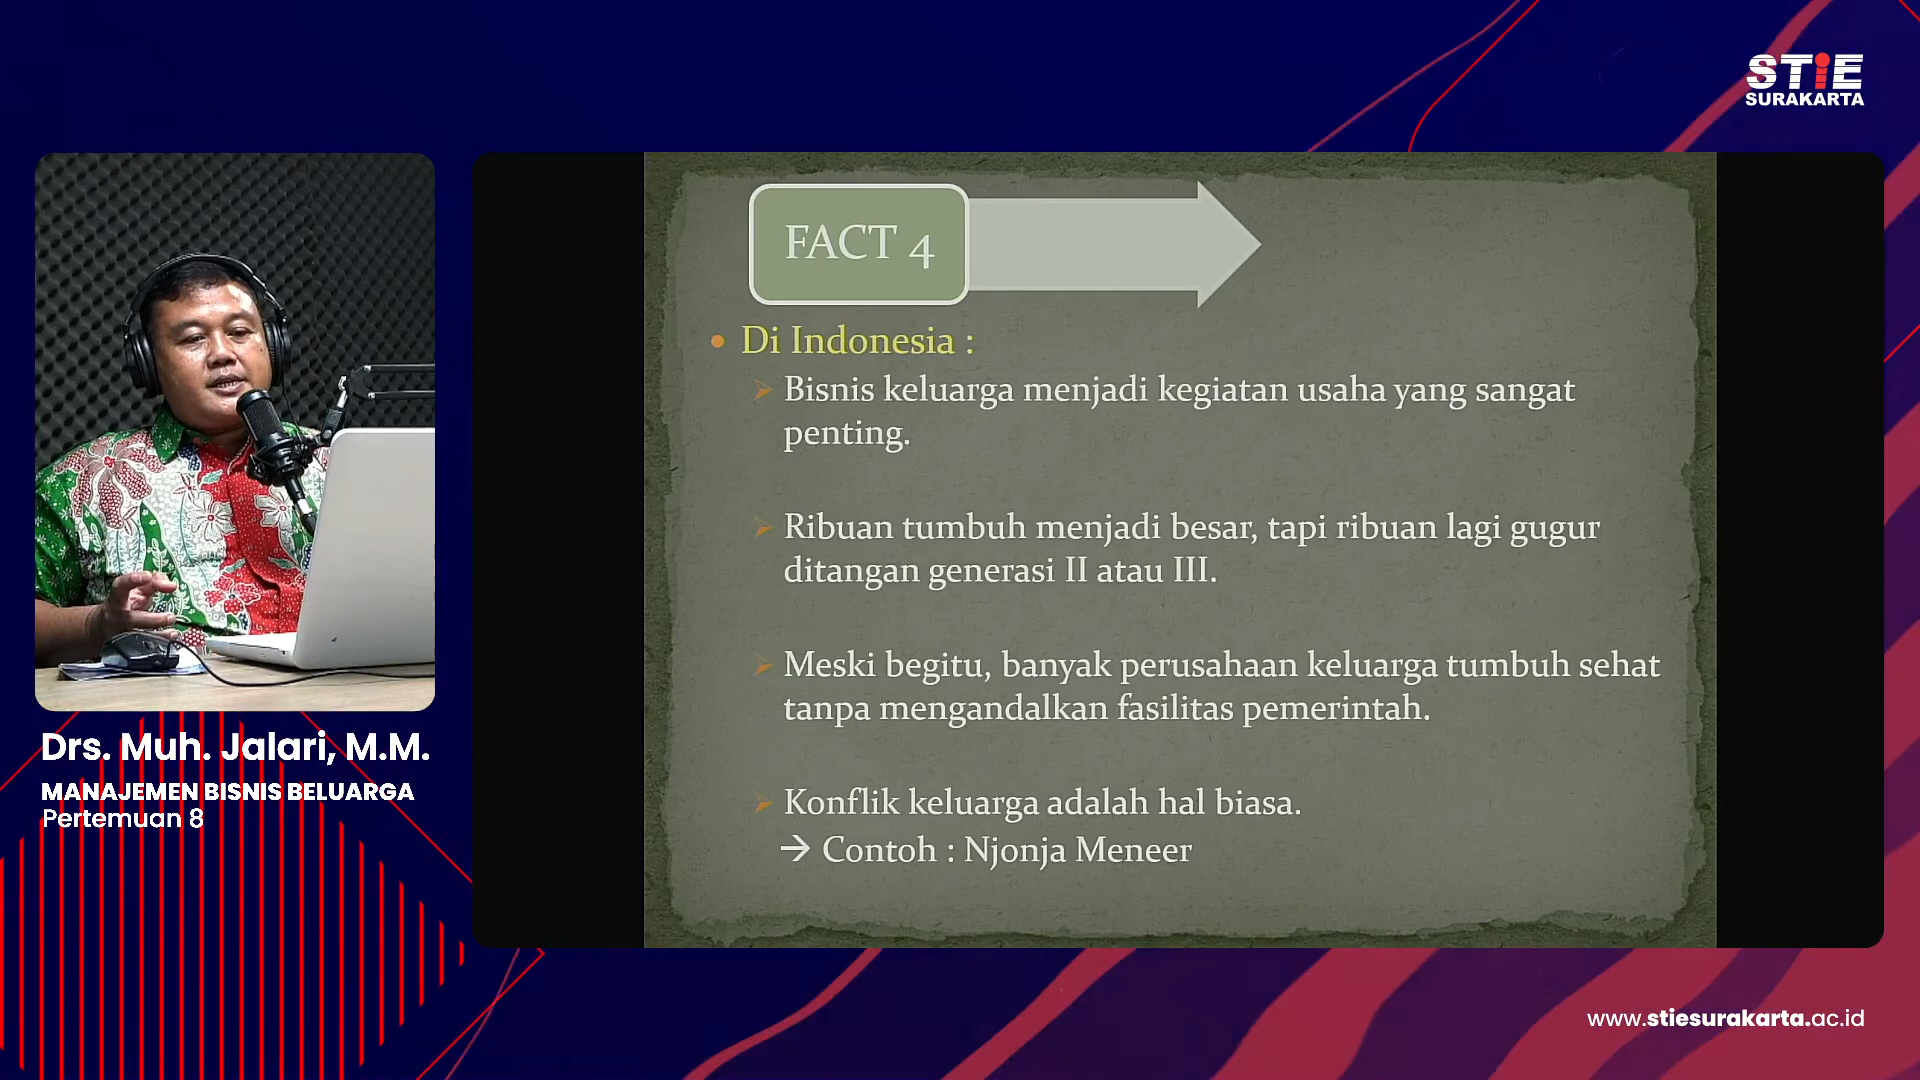 STiE
SURAKARTA
FACT 4
Di Indonesia :
Bisnis keluarga menjadi kegiatan usaha yang sangat
penting.
Ribuan tumbuh menjadi besar, tapi ribuan lagi gugur
ditangan generasi II atau III.
Meski begitu, banyak perusahaan keluarga tumbuh sehat
tanpa mengandalkan fasilitas pemerintah.
Konflik keluarga adalah hal biasa.
→ Contoh : Njonja Meneer
Drs. Muh. Jalari, M.M.
MANAJEMEN BISNIS BELUARGA
Pertemuan 8
www.stiesurakarta.ac.id